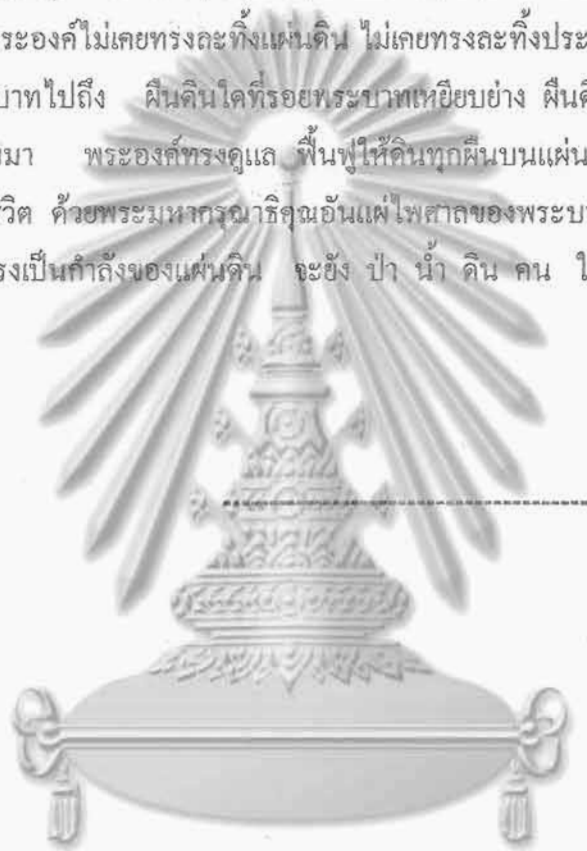 ระองค์ไม่เคยทรงละทิ้งแผ่นดิน ไม่เคยทรงละทิ้งประ
บาทไปถึง ผืนดินใดที่รอยพระบาทเหยียบย่าง ผืนดิ
มา พระองค์ทรงดูแล ฟื้นฟูให้ดินทุกผืนบนแผ่น
วิต ด้วยพระมหากรุณาธิคุณอันแผ่ไพศาลของพระบา
รงเป็นกำลังของแผ่นดิน จะยัง ป่า น้ำ ดิน คน ใ